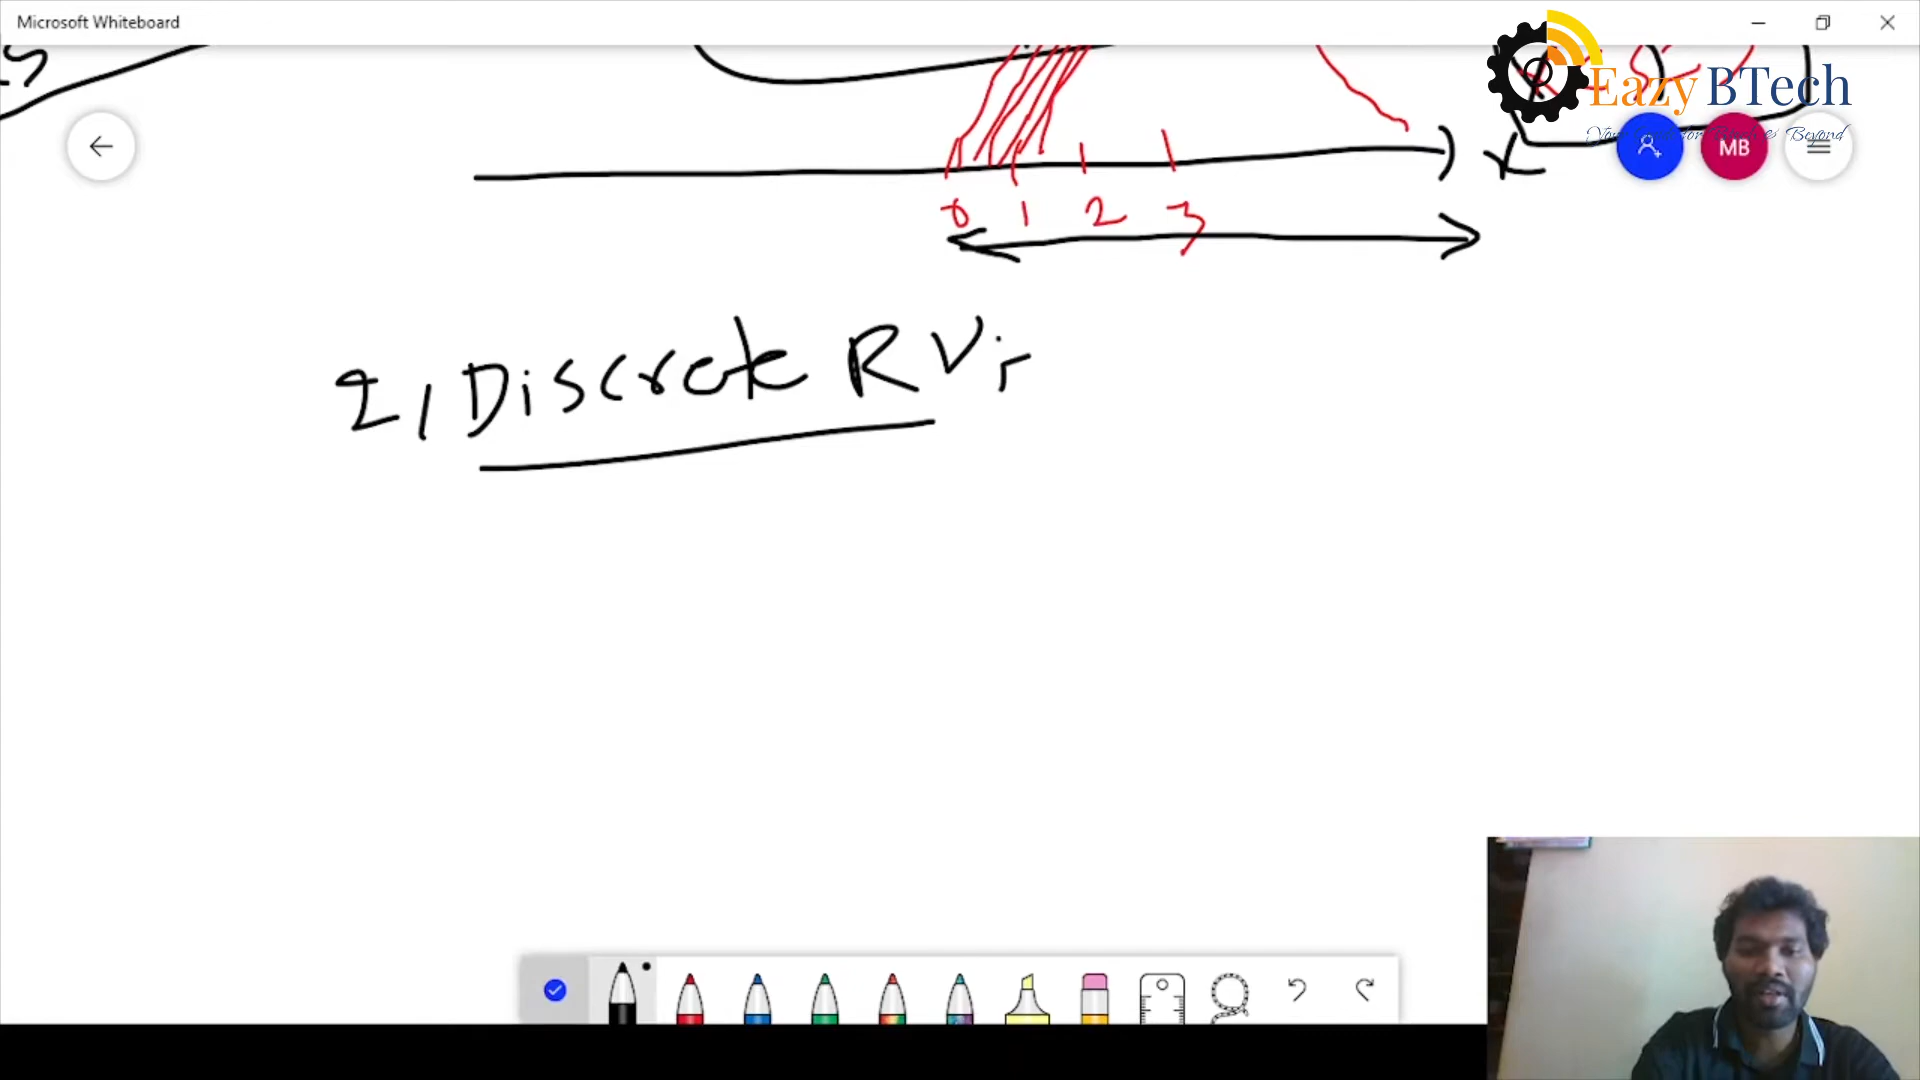 Microsoft Whiteboard
Eazy BTech
MB
x
0 1 2 3
2, Discrete RV:-